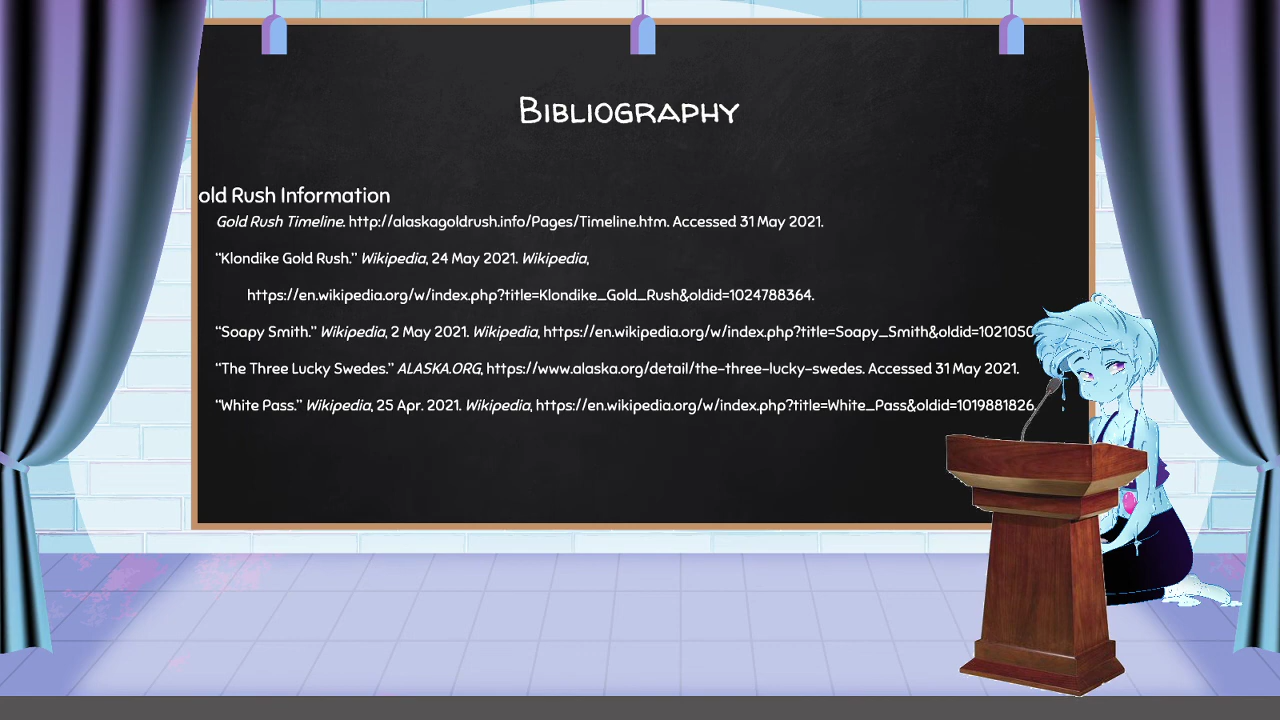 Bibliography
old Rush Information
Gold Rush Timeline. http://alaskagoldrush.info/Pages/Timeline.htm. Accessed 31 May 2021.
“Klondike Gold Rush.” Wikipedia, 24 May 2021. Wikipedia,
https://en.wikipedia.org/w/index.php?title=Klondike_Gold_Rush&oldid=1024788364.
“Soapy Smith.” Wikipedia, 2 May 2021. Wikipedia, https://en.wikipedia.org/w/index.php?title=Soapy_Smith&oldid=102105
“The Three Lucky Swedes.” ALASKA.ORG, https://www.alaska.org/detail/the-three-lucky-swedes. Accessed 31 May 2021.
“White Pass.” Wikipedia, 25 Apr. 2021. Wikipedia, https://en.wikipedia.org/w/index.php?title=White_Pass&oldid=1019881826.